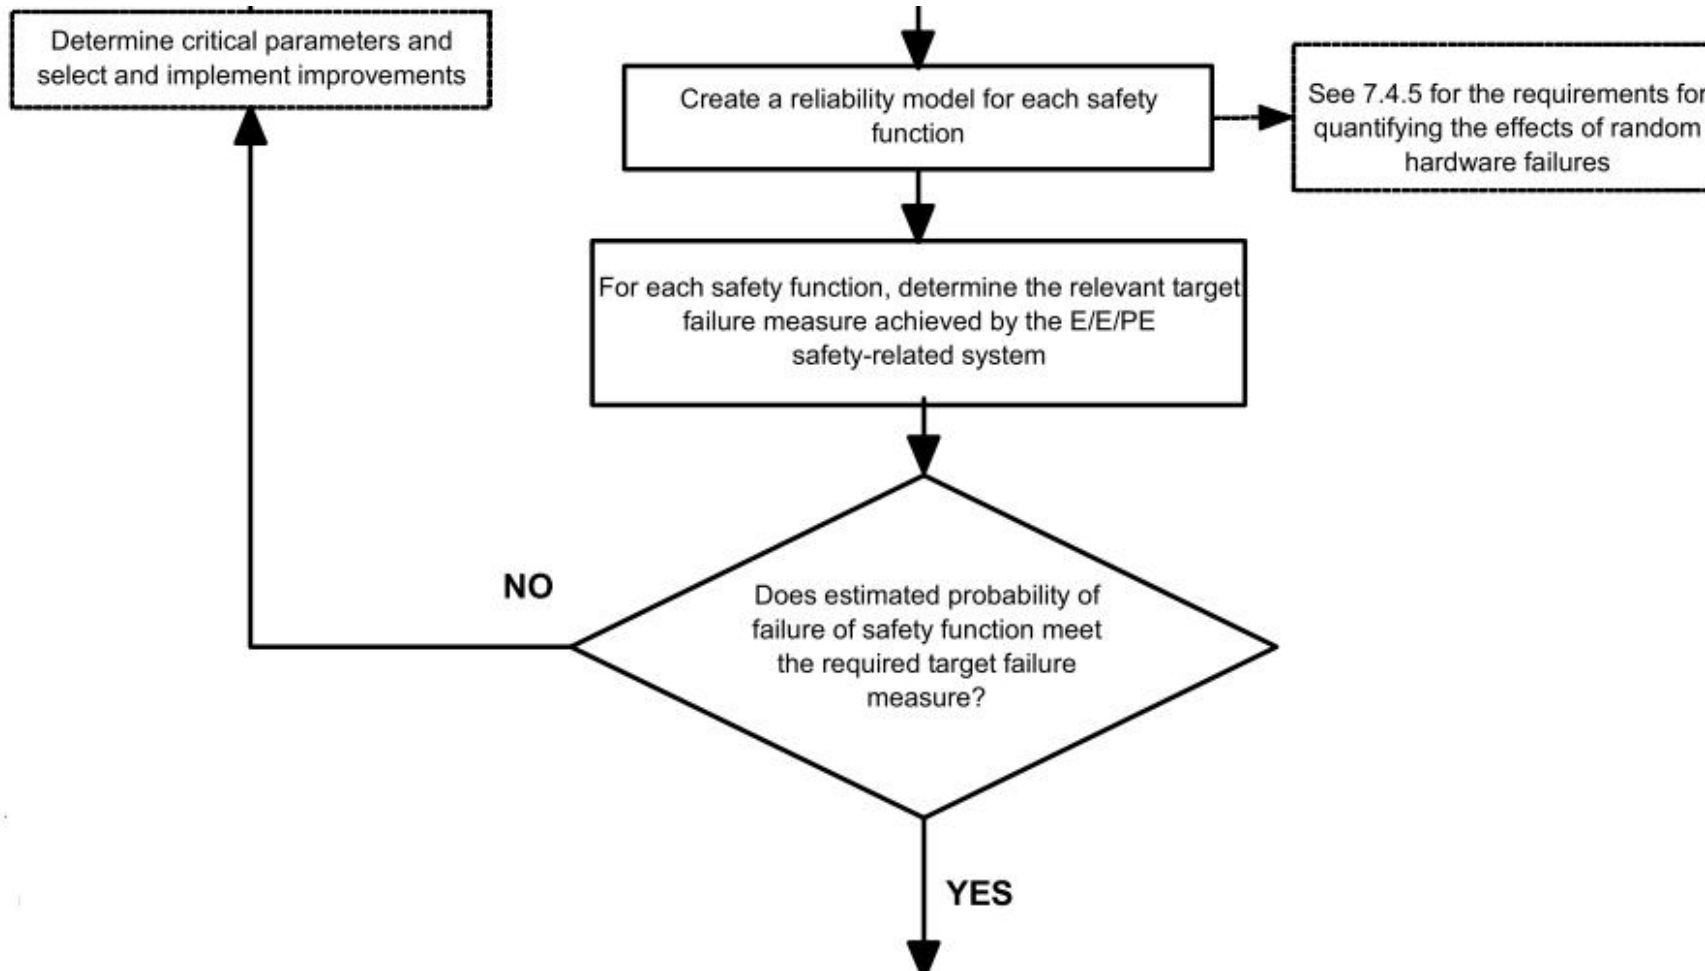 Determine critical parameters and
select and implement improvements
Create a reliability model for each safety
function
See 7.4.5 for the requirements for
quantifying the effects of random
hardware failures
For each safety function, determine the relevant target
failure measure achieved by the E/E/PE
safety-related system
NO
Does estimated probability of
failure of safety function meet
the required target failure
measure?
YES